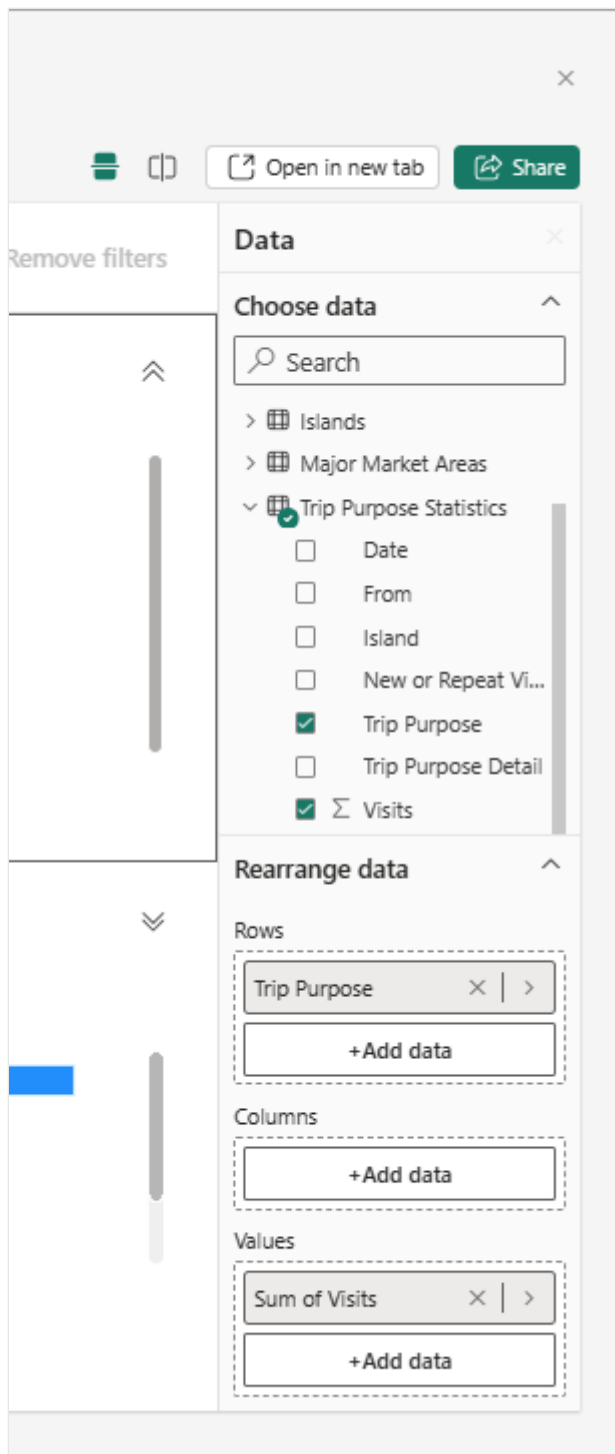 Open in new tab
Share
Remove filters
Data
Choose data
Search
Islands
Major Market Areas
Trip Purpose Statistics
Date
From
Island
New or Repeat Vi...
Trip Purpose
Trip Purpose Detail
Σ Visits
Rearrange data
Rows
Trip Purpose
+Add data
Columns
+Add data
Values
Sum of Visits
+Add data